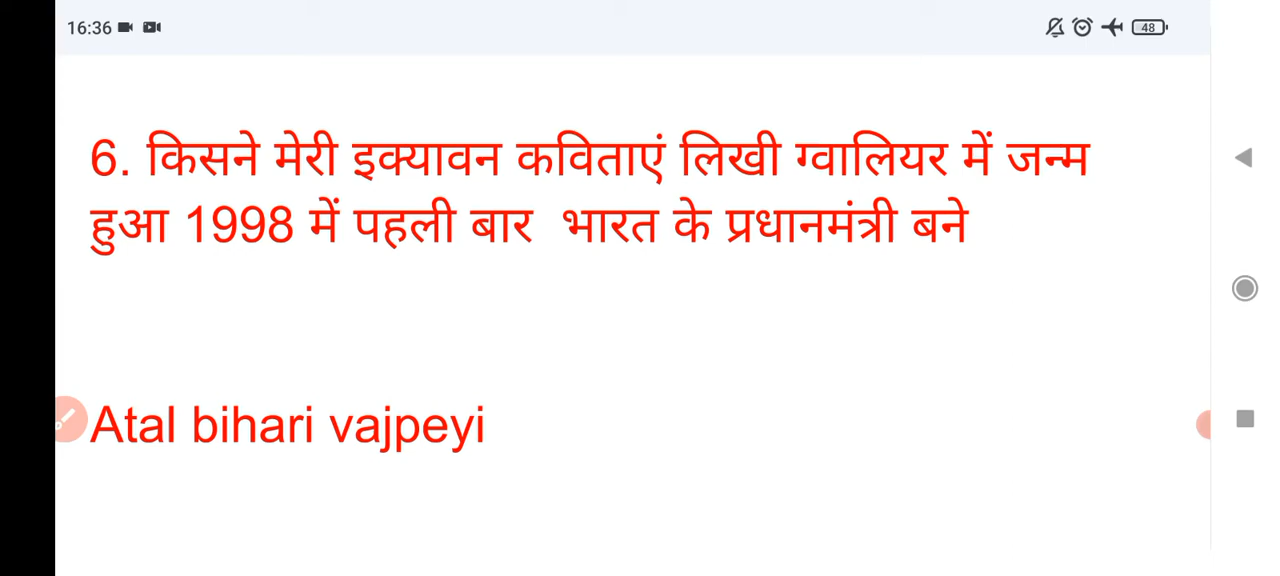 16:36
48
6. किसने मेरी इक्यावन कविताएं लिखी ग्वालियर में जन्म
हुआ 1998 में पहली बार भारत के प्रधानमंत्री बने
Atal bihari vajpeyi